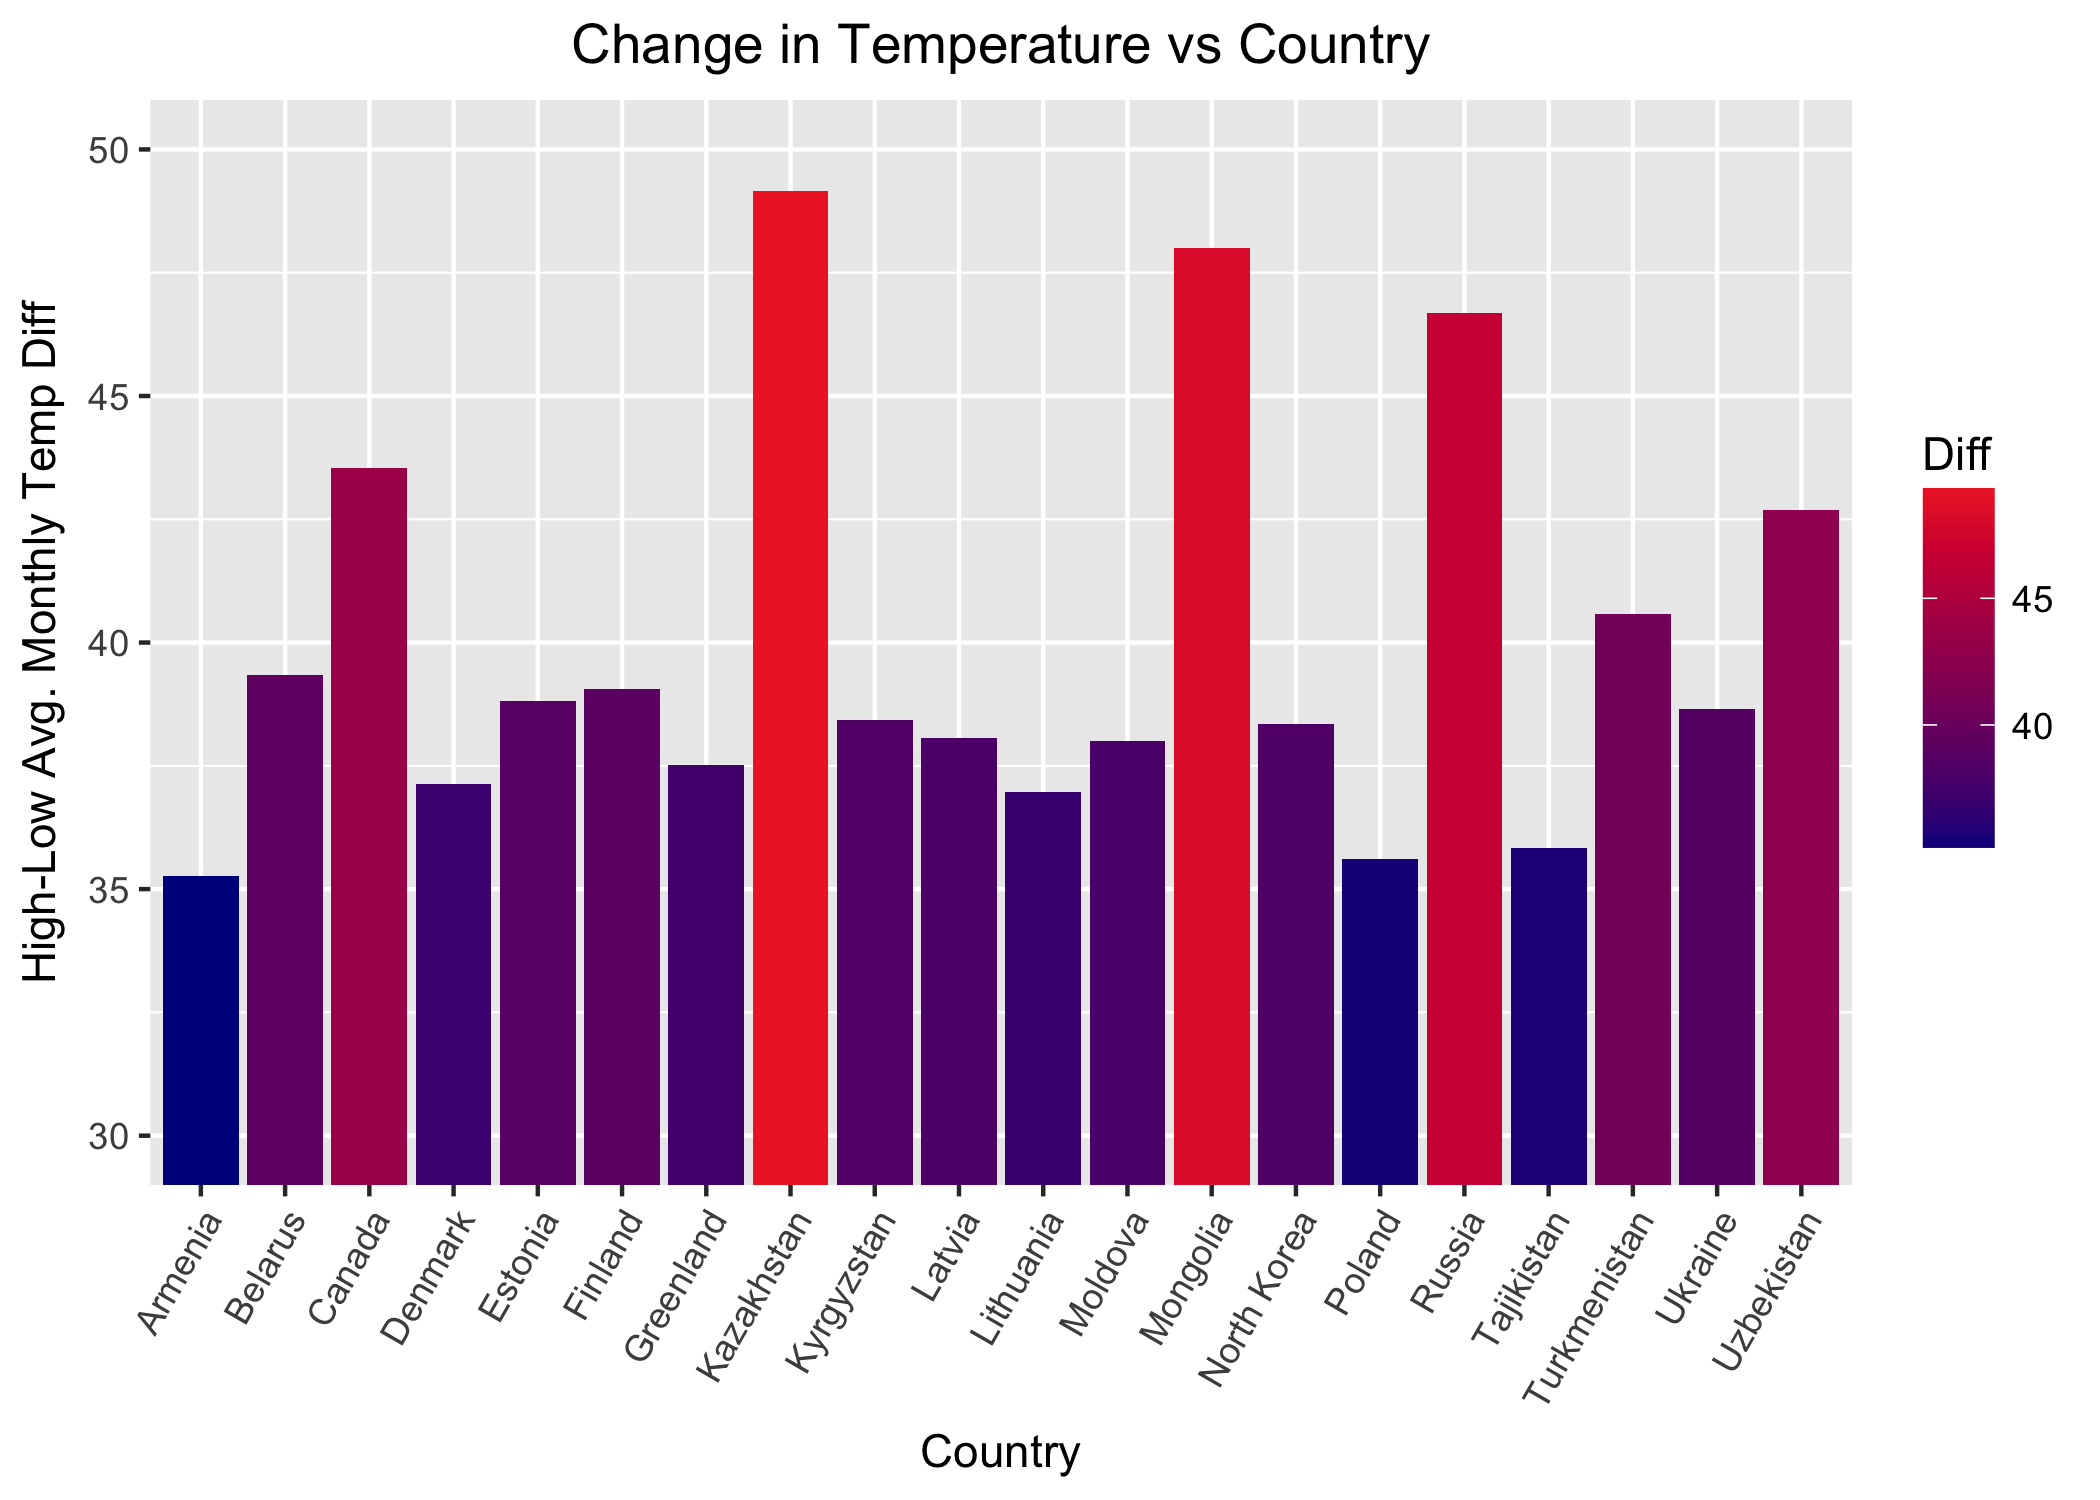 Change in Temperature vs Country
High-Low Avg. Monthly Temp Diff
50
45
40
35
30
Armenia
Belarus
Canada
Denmark
Estonia
Finland
Greenland
Kazakhstan
Kyrgyzstan
Latvia
Lithuania
Moldova
Mongolia
North Korea
Poland
Russia
Tajikistan
Turkmenistan
Ukraine
Uzbekistan
Country
Diff
45
40